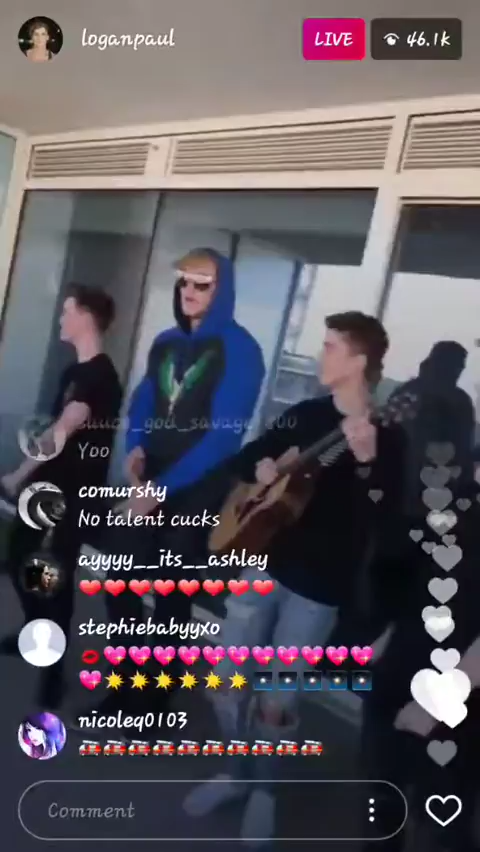 loganpaul
LIVE
46.1k
Yoo
comurshy
No talent cucks
ayyyy__its__ashley
stephiebabyyxo
nicoleq0103
Comment